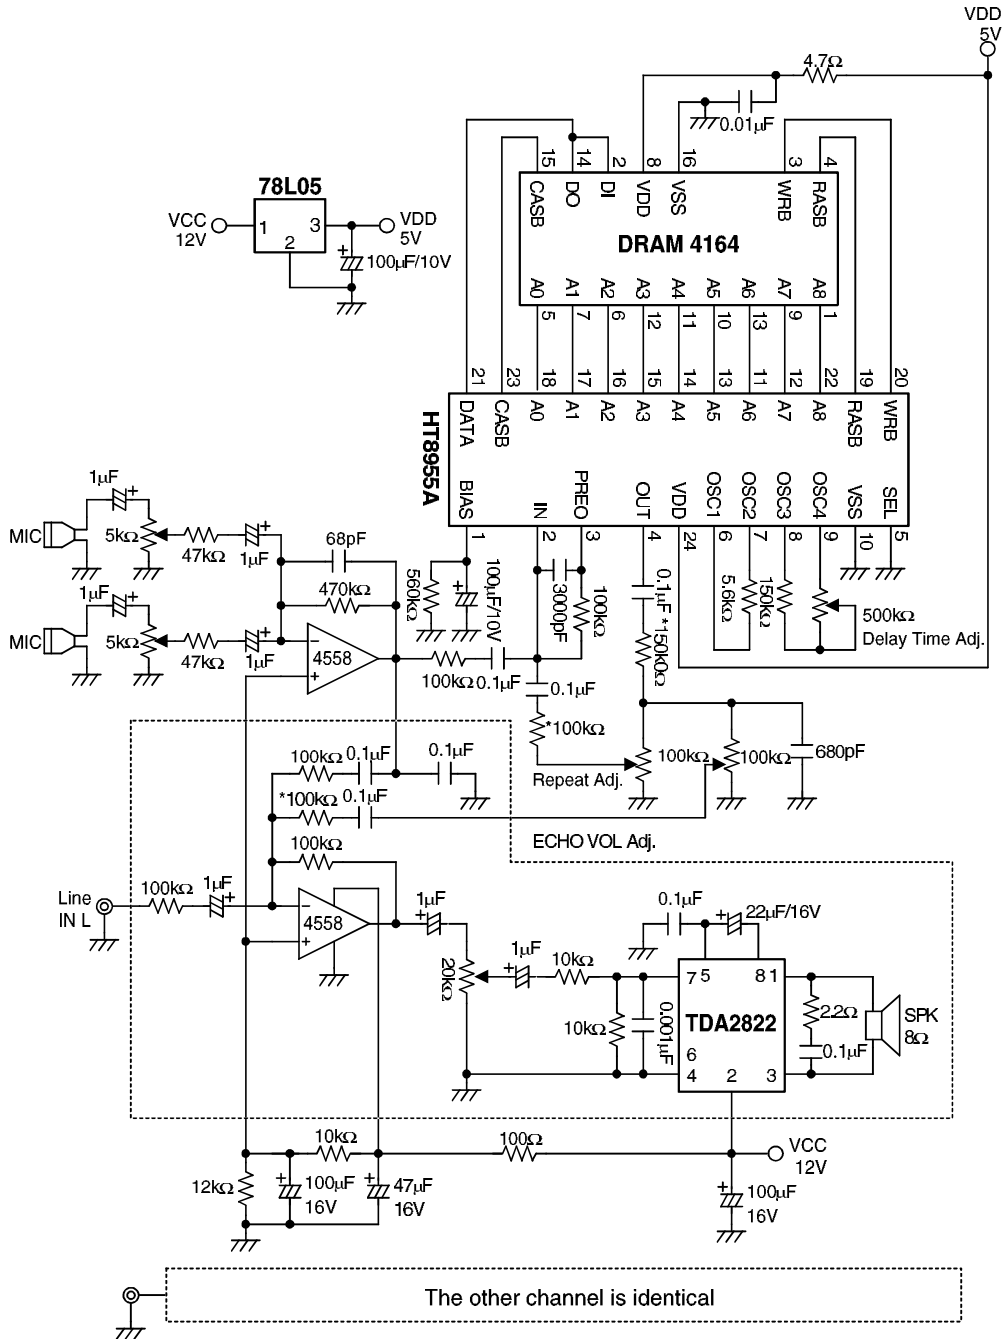 VDD
5V
4.7Ω
0.01μF
15
14
2
8
16
3
4
CASB
DO
DI
VDD
VSS
WRB
RASB
DRAM 4164
A0
A1
A2
A3
A4
A5
A6
A7
A8
5
7
6
12
11
10
13
9
1
78L05
VCC
12V
1
3
2
VDD
5V
100μF/10V
21
23
18
17
16
15
14
13
11
12
22
19
20
HT8955A
DATA
CASB
A0
A1
A2
A3
A4
A5
A6
A7
A8
RASB
WRB
BIAS
IN
PREO
OUT
VDD
OSC1
OSC2
OSC3
OSC4
VSS
SEL
1
2
3
4
24
6
7
8
9
10
5
1μF
MIC
5kΩ
47kΩ
1μF
68pF
470kΩ
1μF
MIC
5kΩ
47kΩ
1μF
4558
−
+
560kΩ
100μF/10V
3000pF
100kΩ
0.1μF
*150k0Ω
5.6kΩ
150kΩ
500kΩ
Delay Time Adj.
100kΩ
0.1μF
0.1μF
*100kΩ
Repeat Adj.
100kΩ
100kΩ
680pF
100kΩ
0.1μF
0.1μF
*100kΩ
0.1μF
ECHO VOL Adj.
100kΩ
Line
IN L
100kΩ
1μF
4558
−
+
1μF
20kΩ
1μF
10kΩ
10kΩ
0.001μF
0.1μF
22μF/16V
7
5
8
1
TDA2822
6
4
2
3
2.2Ω
0.1μF
SPK
8Ω
10kΩ
100Ω
VCC
12V
12kΩ
100μF
16V
47μF
16V
100μF
16V
The other channel is identical